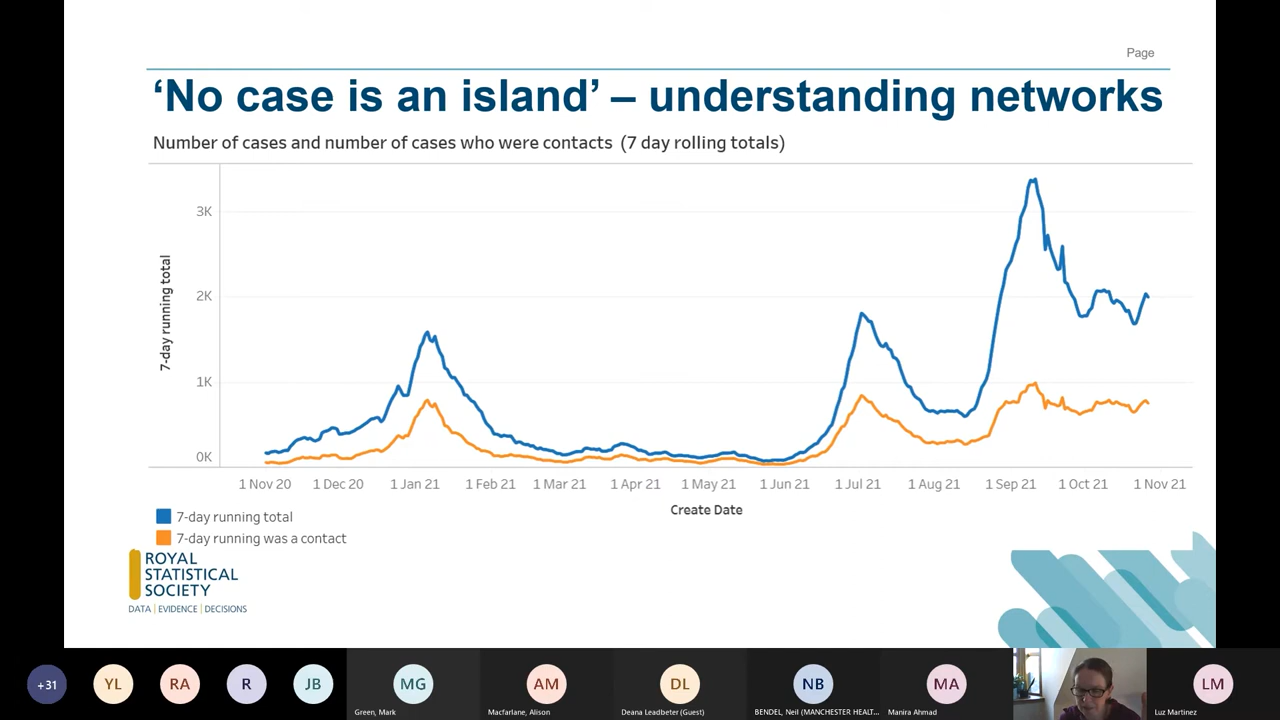 Page
‘No case is an island’ – understanding networks
Number of cases and number of cases who were contacts (7 day rolling totals)
3K
2K
1K
0K
7-day running total
1 Nov 20 1 Dec 20 1 Jan 21 1 Feb 21 1 Mar 21 1 Apr 21 1 May 21 1 Jun 21 1 Jul 21 1 Aug 21 1 Sep 21 1 Oct 21 1 Nov 21
Create Date
7-day running total
7-day running was a contact
ROYAL
STATISTICAL
SOCIETY
DATA | EVIDENCE | DECISIONS
+31 YL RA R JB MG AM DL NB MA LM
Green, Mark Macfarlane, Alison Deana Leadbeter (Guest) BENDEL, Neil (MANCHESTER HEALT... Manira Ahmad Luz Martinez